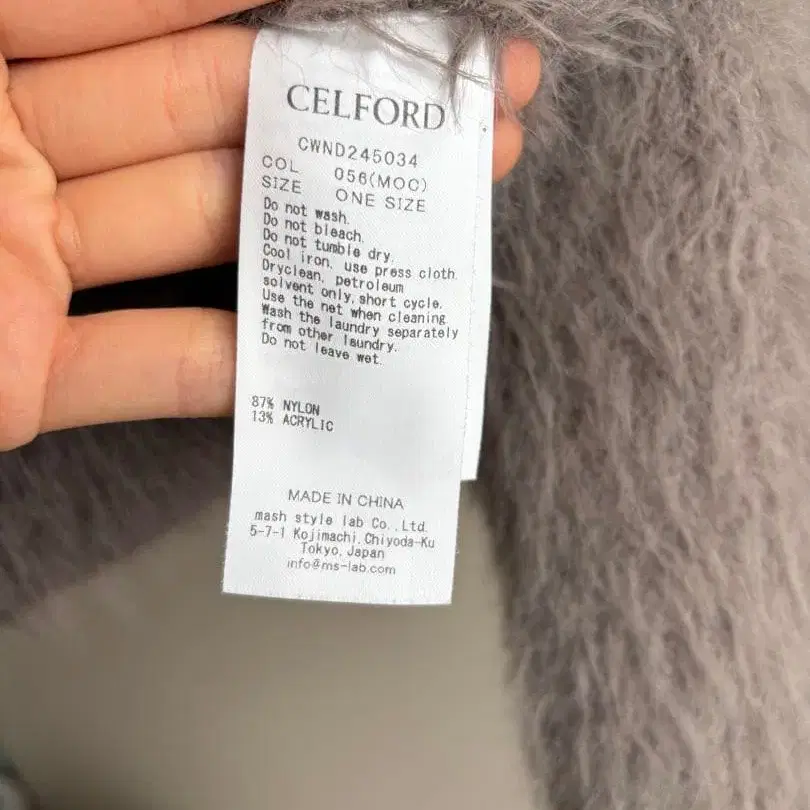 CELFORD
CWND245034
COL 056(MOC)
SIZE ONE SIZE
Do not wash.
Do not bleach.
Do not tumble dry.
Cool iron. use press cloth.
Dryclean, petroleum
solvent only, short cycle.
Use the net when cleaning
Wash the laundry separately
from other laundry.
Do not leave wet.
87% NYLON
13% ACRYLIC
MADE IN CHINA
mash style lab Co., Ltd.
5-7-1 Kojimachi, Chiyoda-Ku
Tokyo, Japan
info@ms-lab.com